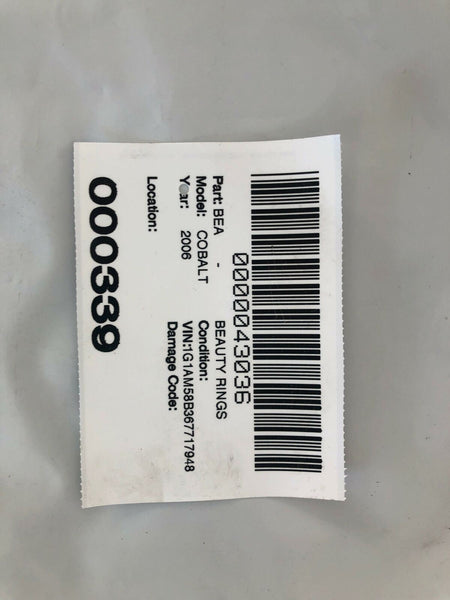 0000043036
Part: BEA - BEAUTY RINGS
Model: COBALT Condition:
Year: 2006 VIN:1G1AM58B367717948
Damage Code:
Location:
000339